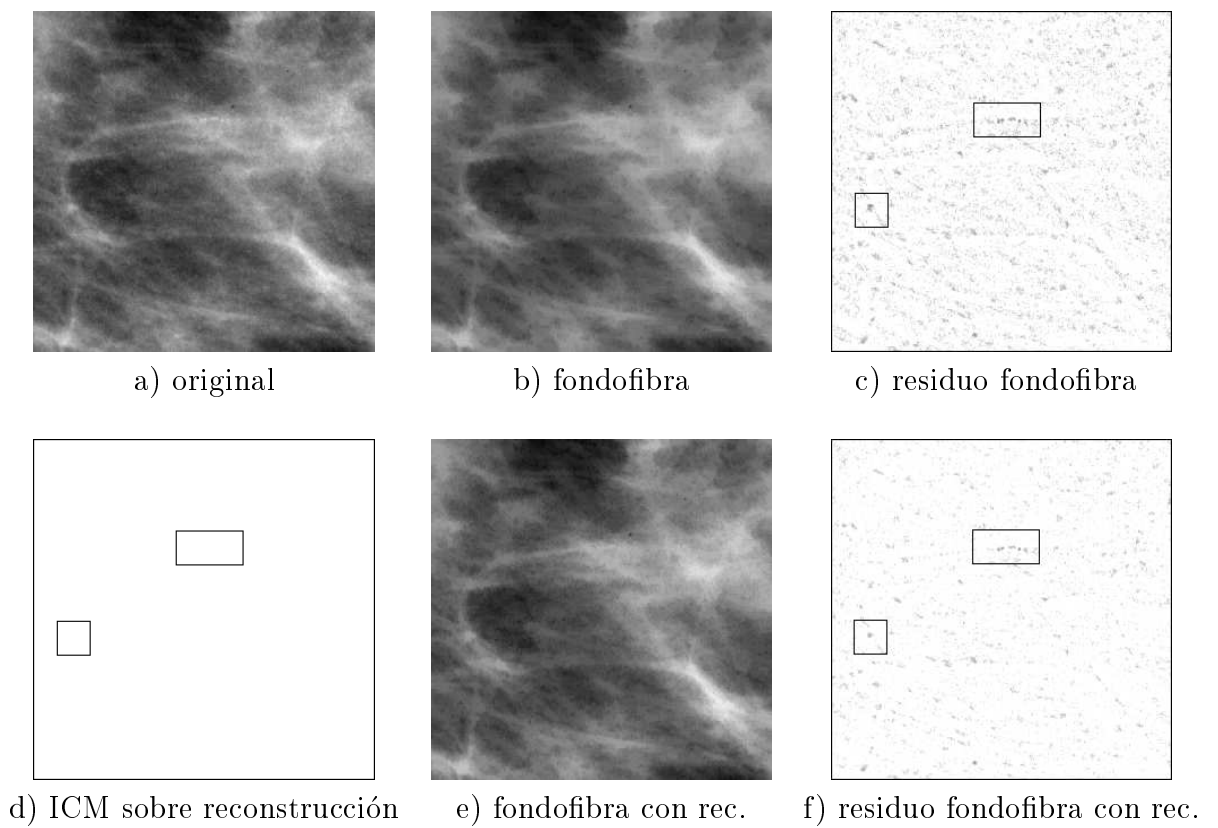 a) original
b) fondofibra
c) residuo fondofibra
d) ICM sobre reconstrucción
e) fondofibra con rec.
f) residuo fondofibra con rec.